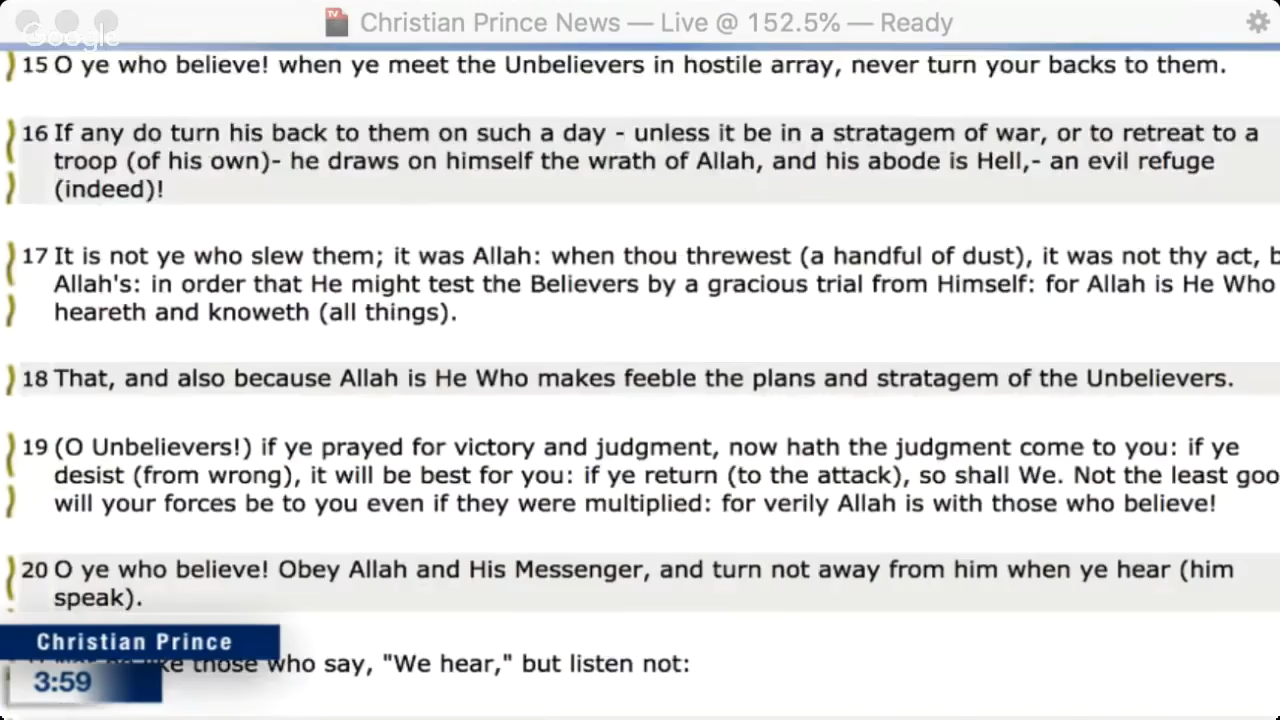 Christian Prince News — Live @ 152.5% — Ready
Google
15 O ye who believe! when ye meet the Unbelievers in hostile array, never turn your backs to them.
16 If any do turn his back to them on such a day - unless it be in a stratagem of war, or to retreat to a
troop (of his own)- he draws on himself the wrath of Allah, and his abode is Hell,- an evil refuge
(indeed)!
17 It is not ye who slew them; it was Allah: when thou threwest (a handful of dust), it was not thy act, b
Allah's: in order that He might test the Believers by a gracious trial from Himself: for Allah is He Who
heareth and knoweth (all things).
18 That, and also because Allah is He Who makes feeble the plans and stratagem of the Unbelievers.
19 (O Unbelievers!) if ye prayed for victory and judgment, now hath the judgment come to you: if ye
desist (from wrong), it will be best for you: if ye return (to the attack), so shall We. Not the least goo
will your forces be to you even if they were multiplied: for verily Allah is with those who believe!
20 O ye who believe! Obey Allah and His Messenger, and turn not away from him when ye hear (him
speak).
Christian Prince
those who say, "We hear," but listen not:
3:59